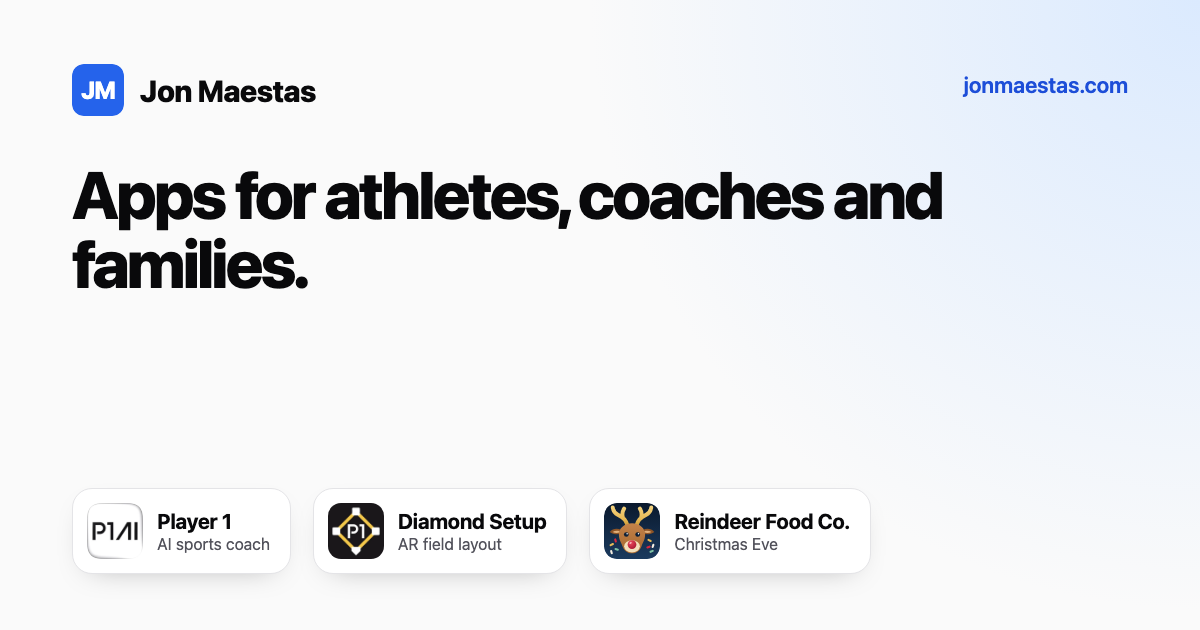 JM
Jon Maestas
jonmaestas.com
Apps for athletes, coaches and
families.
P1AI
Player 1
AI sports coach
P1
Diamond Setup
AR field layout
Reindeer Food Co.
Christmas Eve